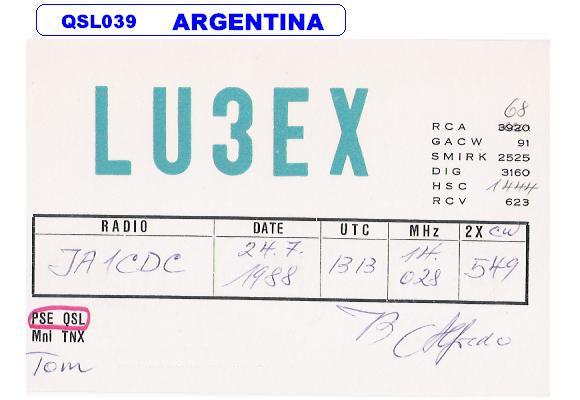 QSL039 ARGENTINA
LU3EX
68
RCA 3920
GACW 91
SMIRK 2525
DIG 3160
HSC 1444
RCV 623
RADIO DATE UTC MHz 2X CW
JA1CDC 24.7. 1988 1313 14. 028 549
PSE QSL
Mni TNX
Tom
73 Alfredo